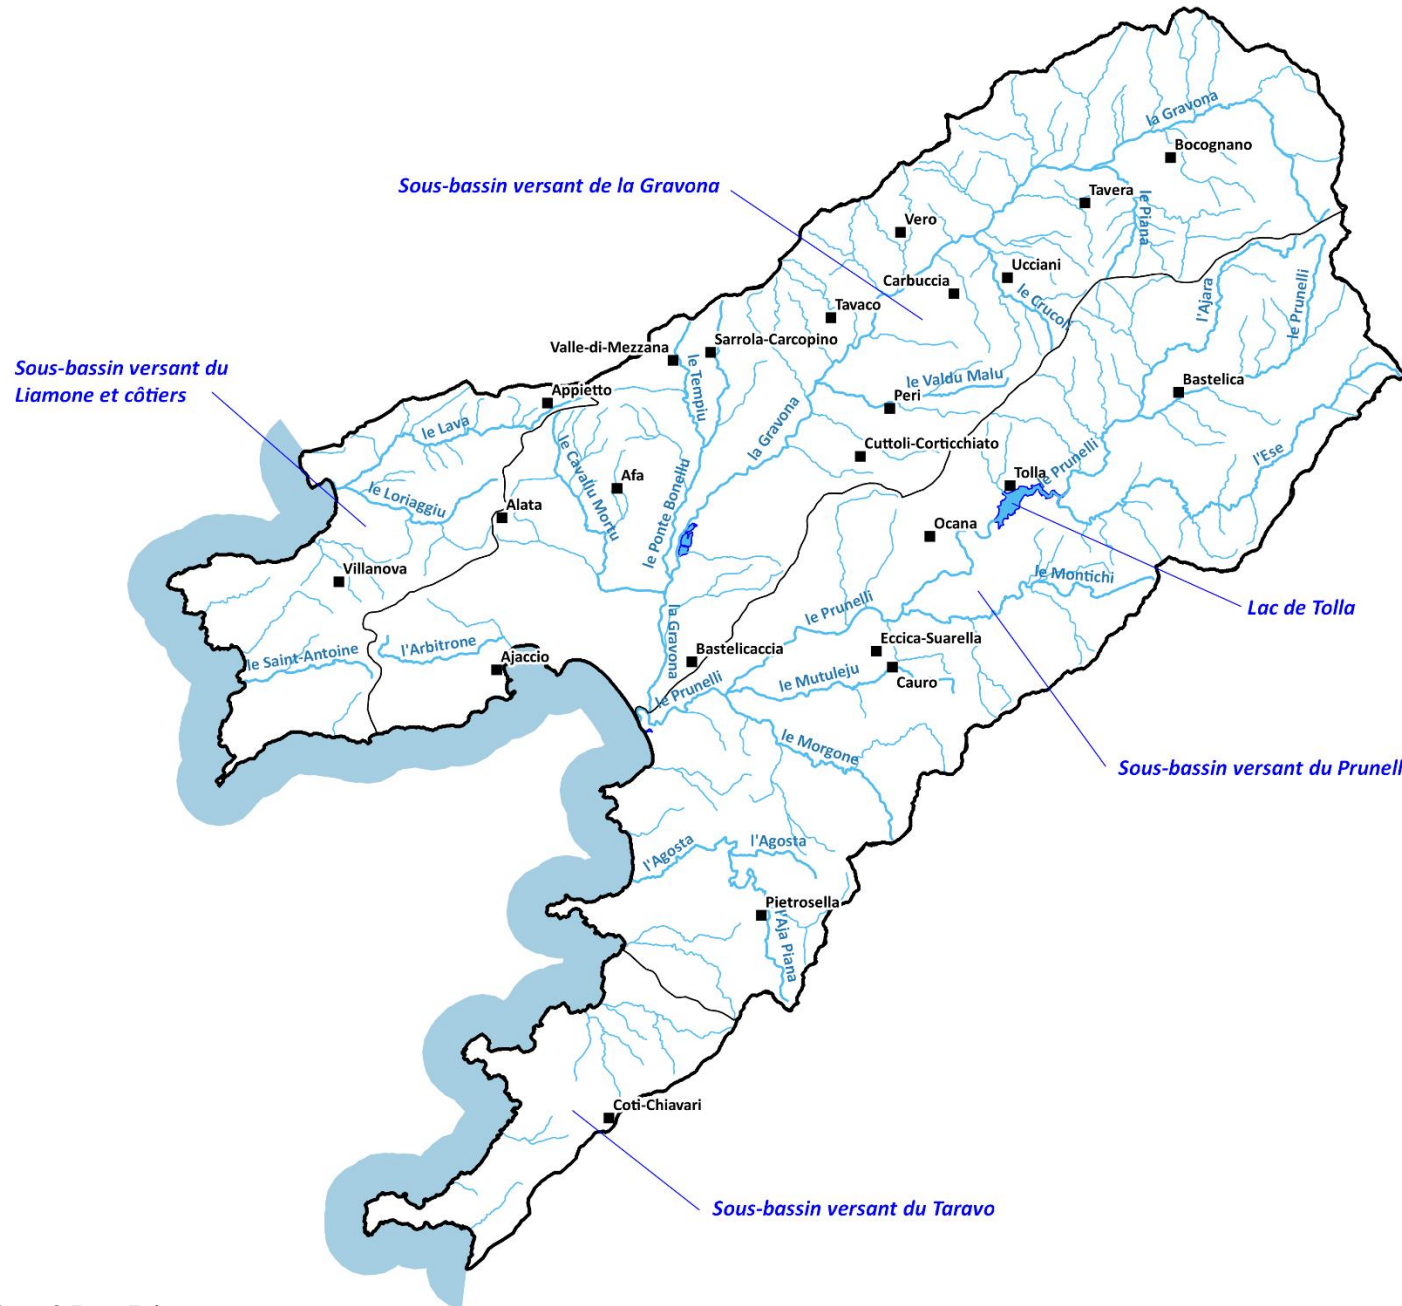 la Gravona
Bocognano
Sous-bassin versant de la Gravona
Tavera
le Piana
Vero
Ucciani
Carbuccia
le Crucoli
l'Ajara
le Prunelli
Tavaco
Sarrola-Carcopino
Valle-di-Mezzana
le Tempiu
Sous-bassin versant du
Liamone et côtiers
Appietto
le Valdu Malu
Peri
Bastelica
le Lava
la Gravona
Cuttoli-Corticchiato
le Cavallu Mortu
Afa
le Ponte Bonellu
Tolla
le Prunelli
l'Ese
le Loriaggiu
Alata
Ocana
Villanova
le Montichi
le Prunelli
Lac de Tolla
la Gravona
l'Arbitrone
le Saint-Antoine
Ajaccio
Bastelicaccia
Eccica-Suarella
le Mutuleju
Cauro
le Prunelli
le Morgone
Sous-bassin versant du Prunell
l'Agosta
l'Agosta
Pietrosella
l'Aja Piana
Coti-Chiavari
Sous-bassin versant du Taravo